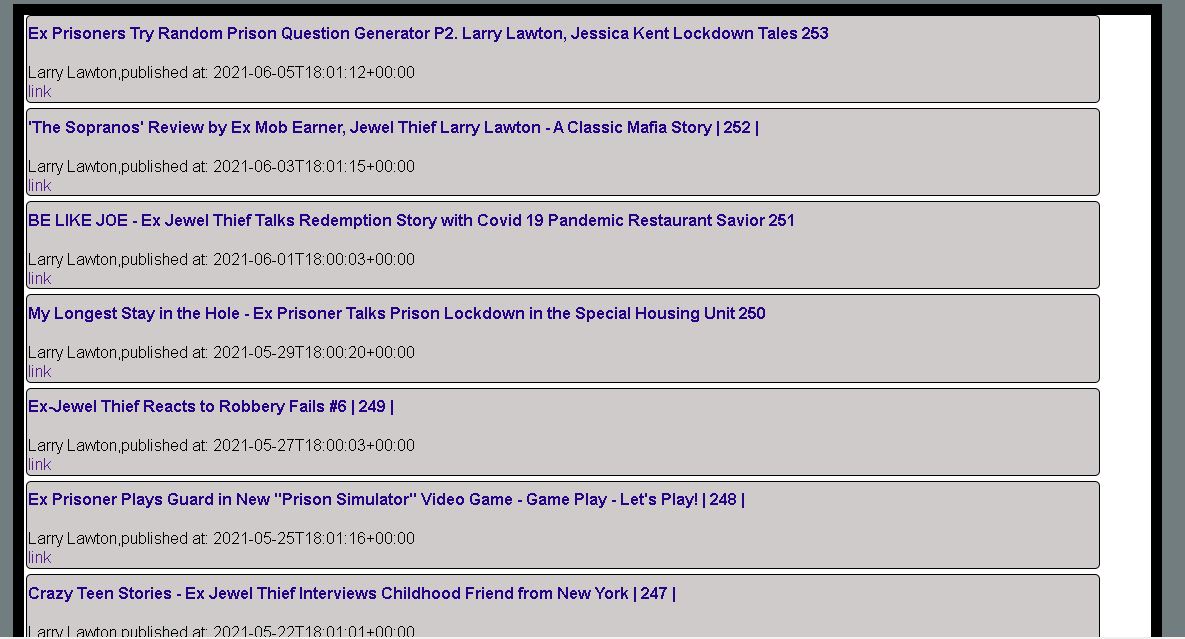 Ex Prisoners Try Random Prison Question Generator P2. Larry Lawton, Jessica Kent Lockdown Tales 253
Larry Lawton,published at: 2021-06-05T18:01:12+00:00
link
'The Sopranos' Review by Ex Mob Earner, Jewel Thief Larry Lawton - A Classic Mafia Story | 252 |
Larry Lawton,published at: 2021-06-03T18:01:15+00:00
link
BE LIKE JOE - Ex Jewel Thief Talks Redemption Story with Covid 19 Pandemic Restaurant Savior 251
Larry Lawton,published at: 2021-06-01T18:00:03+00:00
link
My Longest Stay in the Hole - Ex Prisoner Talks Prison Lockdown in the Special Housing Unit 250
Larry Lawton,published at: 2021-05-29T18:00:20+00:00
link
Ex-Jewel Thief Reacts to Robbery Fails #6 | 249 |
Larry Lawton,published at: 2021-05-27T18:00:03+00:00
link
Ex Prisoner Plays Guard in New "Prison Simulator" Video Game - Game Play - Let's Play! | 248 |
Larry Lawton,published at: 2021-05-25T18:01:16+00:00
link
Crazy Teen Stories - Ex Jewel Thief Interviews Childhood Friend from New York | 247 |
Larry Lawton,published at: 2021-05-22T18:01:01+00:00